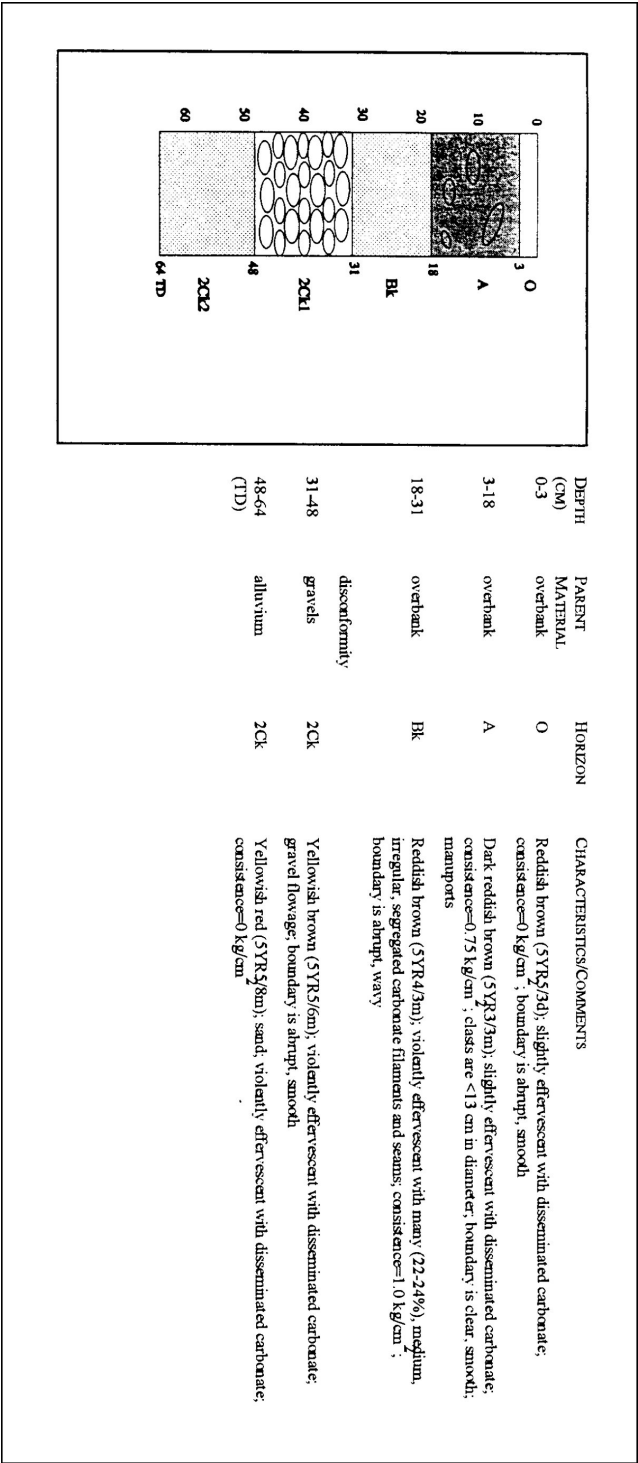 0
10
20
30
40
50
60
3
18
31
48
64 TD
O
A
Bk
2Ck1
2Ck2
DEPTH (CM) PARENT MATERIAL HORIZON CHARACTERISTICS/COMMENTS
0-3 overbank O Reddish brown (5YR5/3d); slightly effervescent with disseminated carbonate;
consistence=0 kg/cm2; boundary is abrupt, smooth
3-18 overbank A Dark reddish brown (5YR3/3m); slightly effervescent with disseminated carbonate;
consistence=0.75 kg/cm2; clasts are <13 cm in diameter; boundary is clear, smooth;
manuports
18-31 overbank Bk Reddish brown (5YR4/3m); violently effervescent with many (22-24%), medium,
irregular, segregated carbonate filaments and seams; consistence=1.0 kg/cm2;
boundary is abrupt, wavy
disconformity
31-48 gravels 2Ck Yellowish brown (5YR5/6m); violently effervescent with disseminated carbonate;
gravel flowage; boundary is abrupt, smooth
48-64 (TD) alluvium 2Ck Yellowish red (5YR5/8m); sand; violently effervescent with disseminated carbonate;
consistence=0 kg/cm2